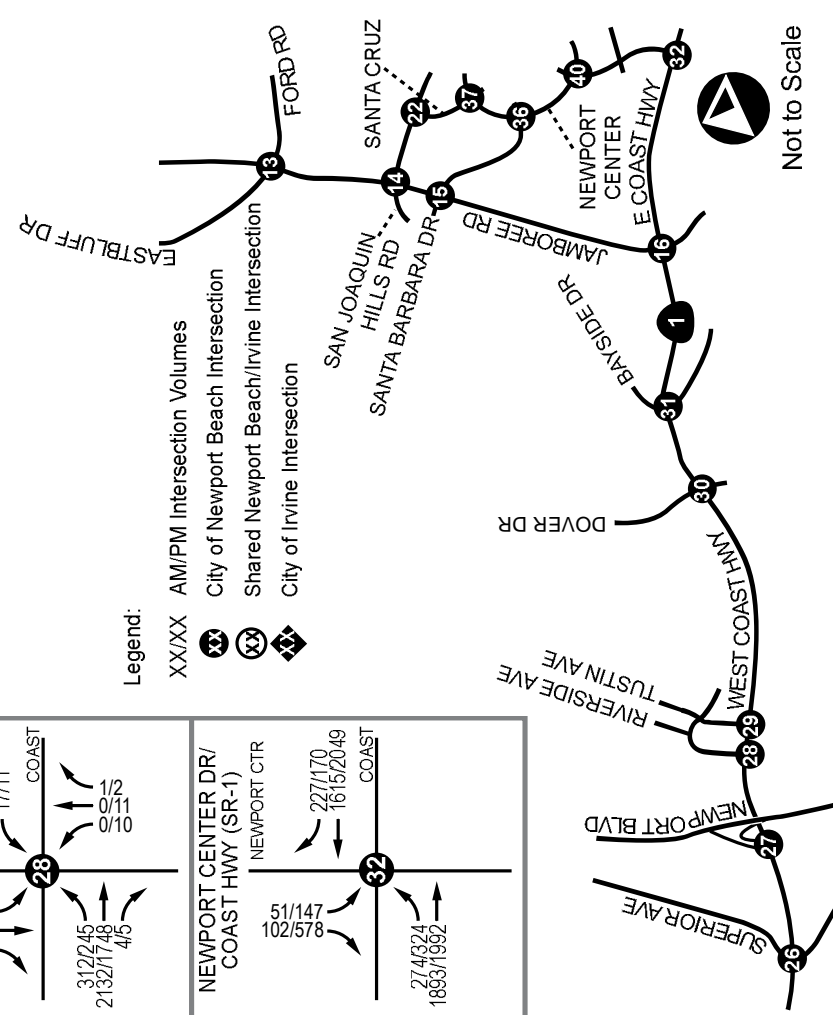 COAST
28
1/2
0/11
0/10
312/245
2132/1748
4/5
NEWPORT CENTER DR/
COAST HWY (SR-1)
NEWPORT CTR
227/170
1615/2049
COAST
51/147
102/578
32
274/324
1893/1992
Legend:
XX/XX AM/PM Intersection Volumes
XX City of Newport Beach Intersection
XX Shared Newport Beach/Irvine Intersection
XX City of Irvine Intersection
EASTBLUFF DR
FORD RD
13
SANTA CRUZ
22
37
36
40
32
14
15
SAN JOAQUIN
HILLS RD
SANTA BARBARA DR
JAMBOREE RD
NEWPORT
CENTER
E COAST HWY
16
Not to Scale
BAYSIDE DR
1
31
30
DOVER DR
WEST COAST HWY
TUSTIN AVE
RIVERSIDE AVE
29
28
NEWPORT BLVD
27
SUPERIOR AVE
26